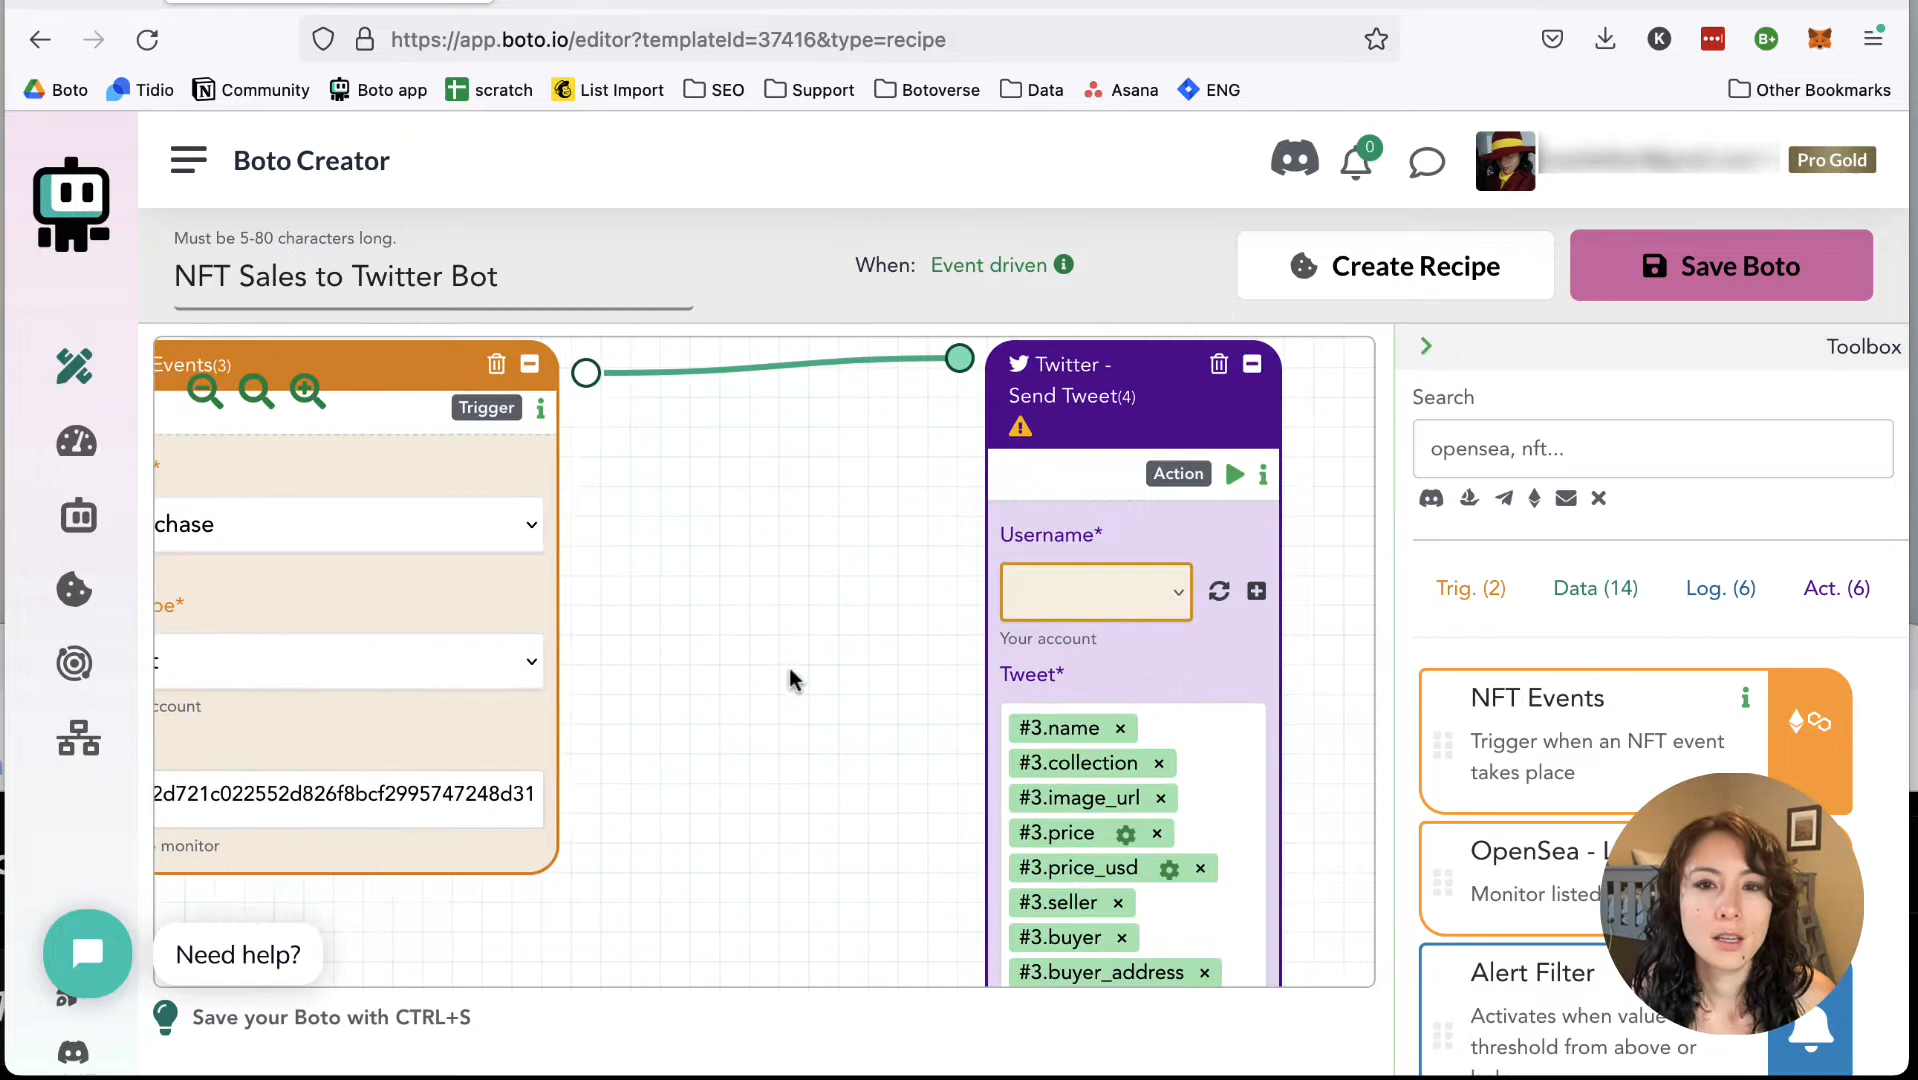 https://app.boto.io/editor?templateId=37416&type=recipe
K
B+
Boto
Tidio
Community
Boto app
scratch
List Import
SEO
Support
Botoverse
Data
Asana
ENG
Other Bookmarks
Boto Creator
0
Pro Gold
Must be 5-80 characters long.
NFT Sales to Twitter Bot
When: Event driven
Create Recipe
Save Boto
Events(3)
Trigger
*
chase
pe*
t
ccount
2d721c022552d826f8bcf2995747248d31
monitor
Twitter -
Send Tweet(4)
Action
Username*
Your account
Tweet*
#3.name ×
#3.collection ×
#3.image_url ×
#3.price ×
#3.price_usd ×
#3.seller ×
#3.buyer ×
#3.buyer_address ×
Toolbox
Search
opensea, nft...
Trig. (2)
Data (14)
Log. (6)
Act. (6)
NFT Events
Trigger when an NFT event
takes place
OpenSea - L
Monitor listed
Alert Filter
Activates when value
threshold from above or
Need help?
Save your Boto with CTRL+S